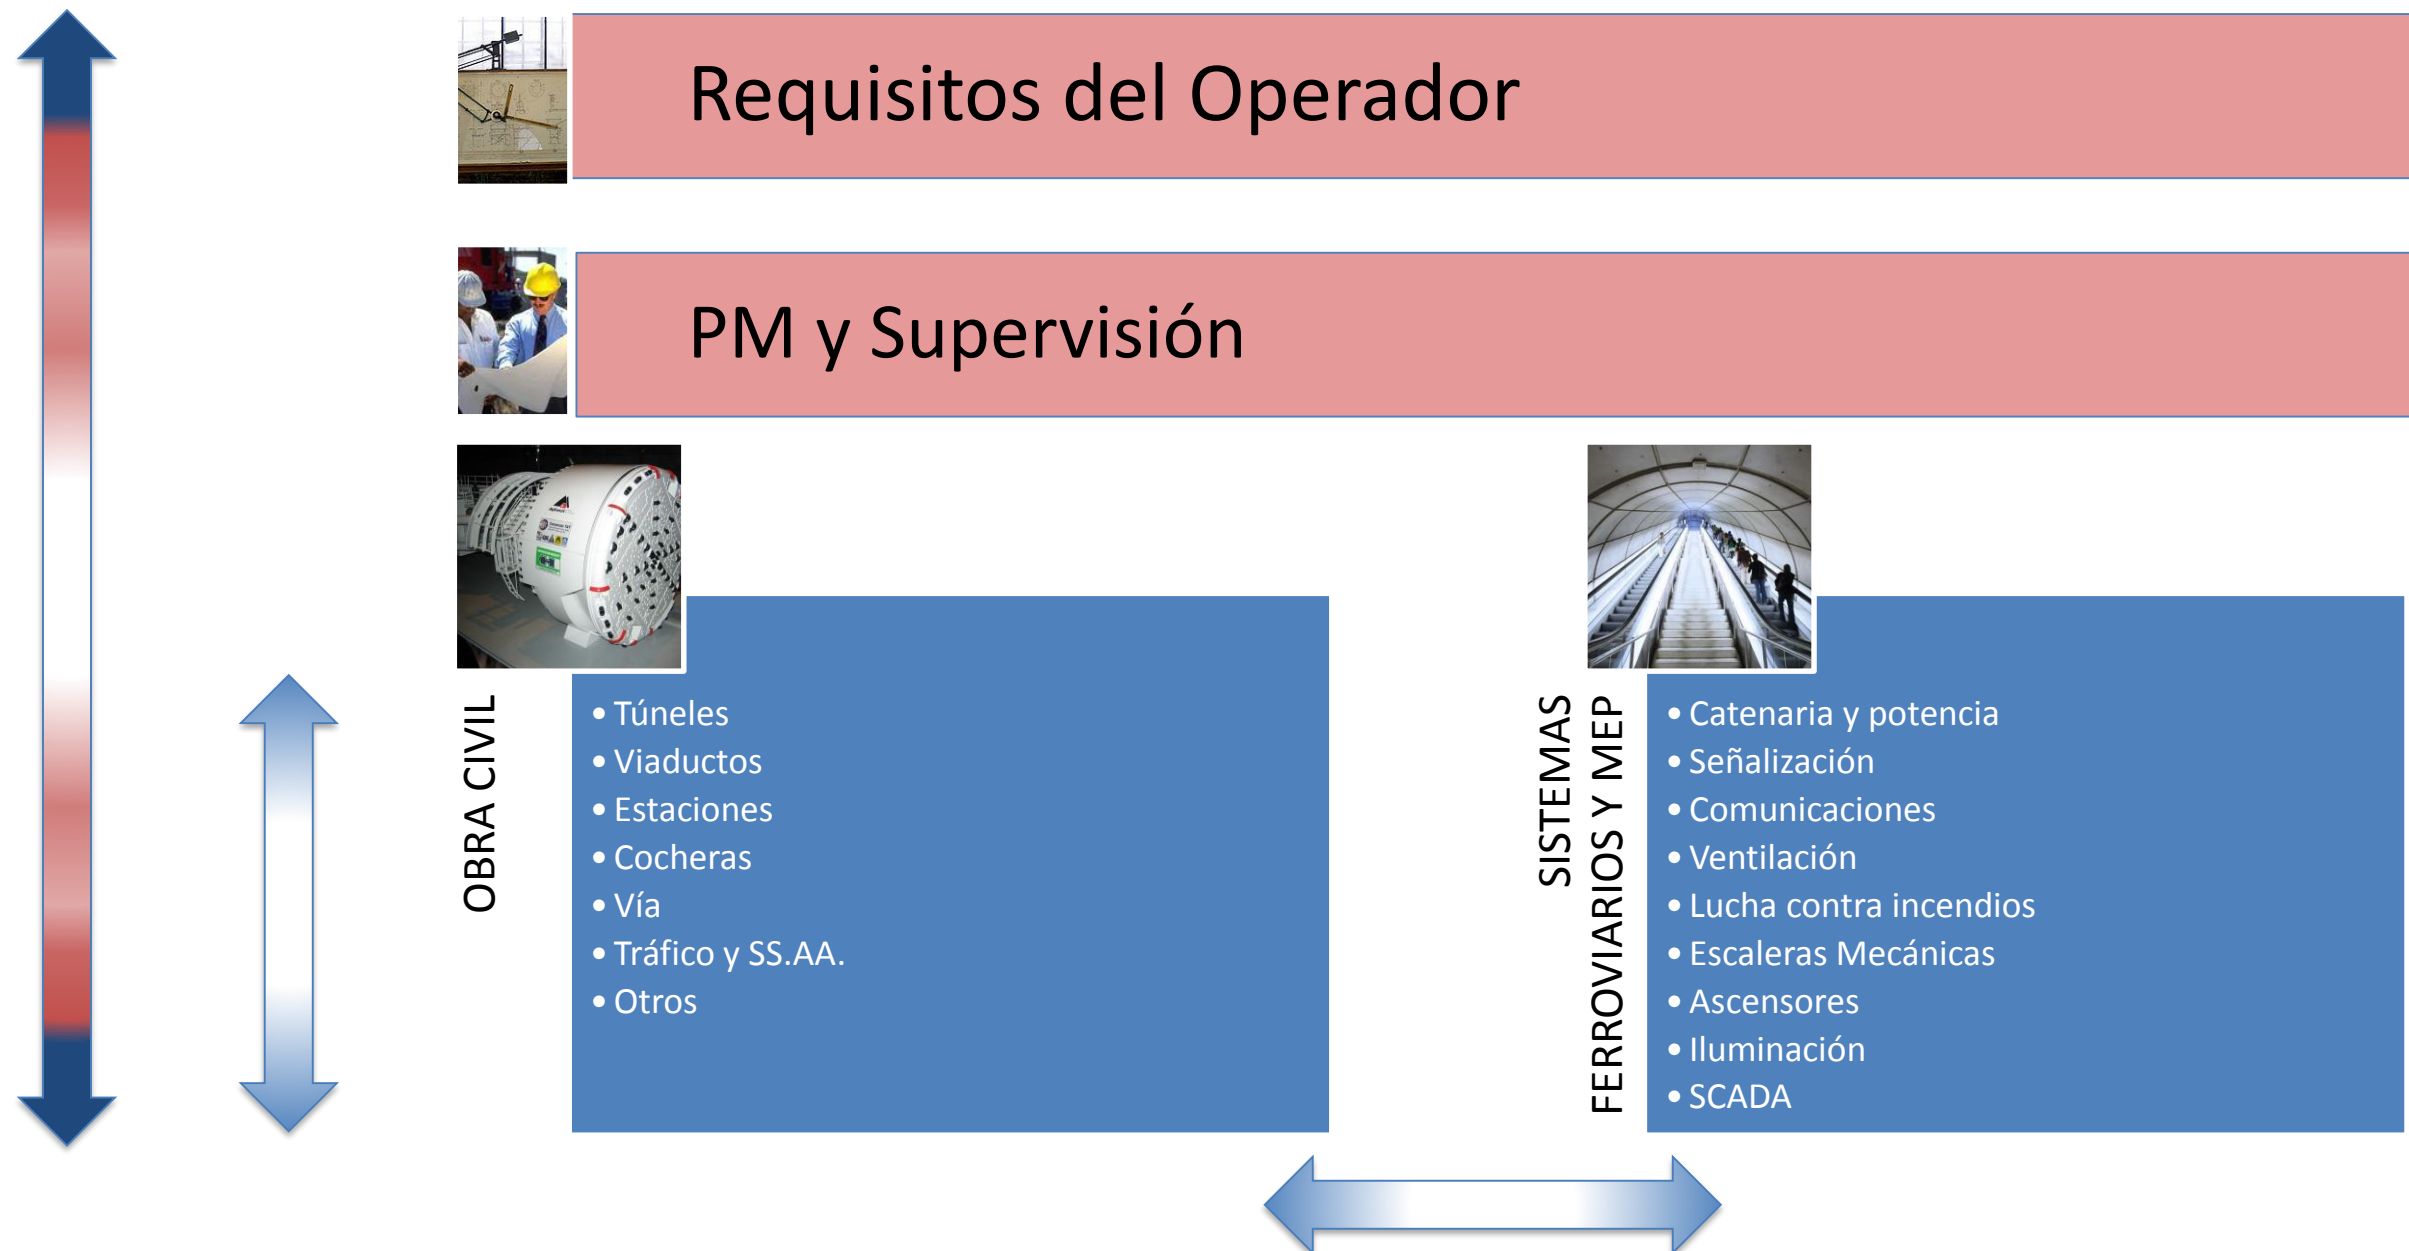 Requisitos del Operador
PM y Supervisión
OBRA CIVIL
• Túneles
• Viaductos
• Estaciones
• Cocheras
• Vía
• Tráfico y SS.AA.
• Otros
SISTEMAS
FERROVIARIOS Y MEP
• Catenaria y potencia
• Señalización
• Comunicaciones
• Ventilación
• Lucha contra incendios
• Escaleras Mecánicas
• Ascensores
• Iluminación
• SCADA